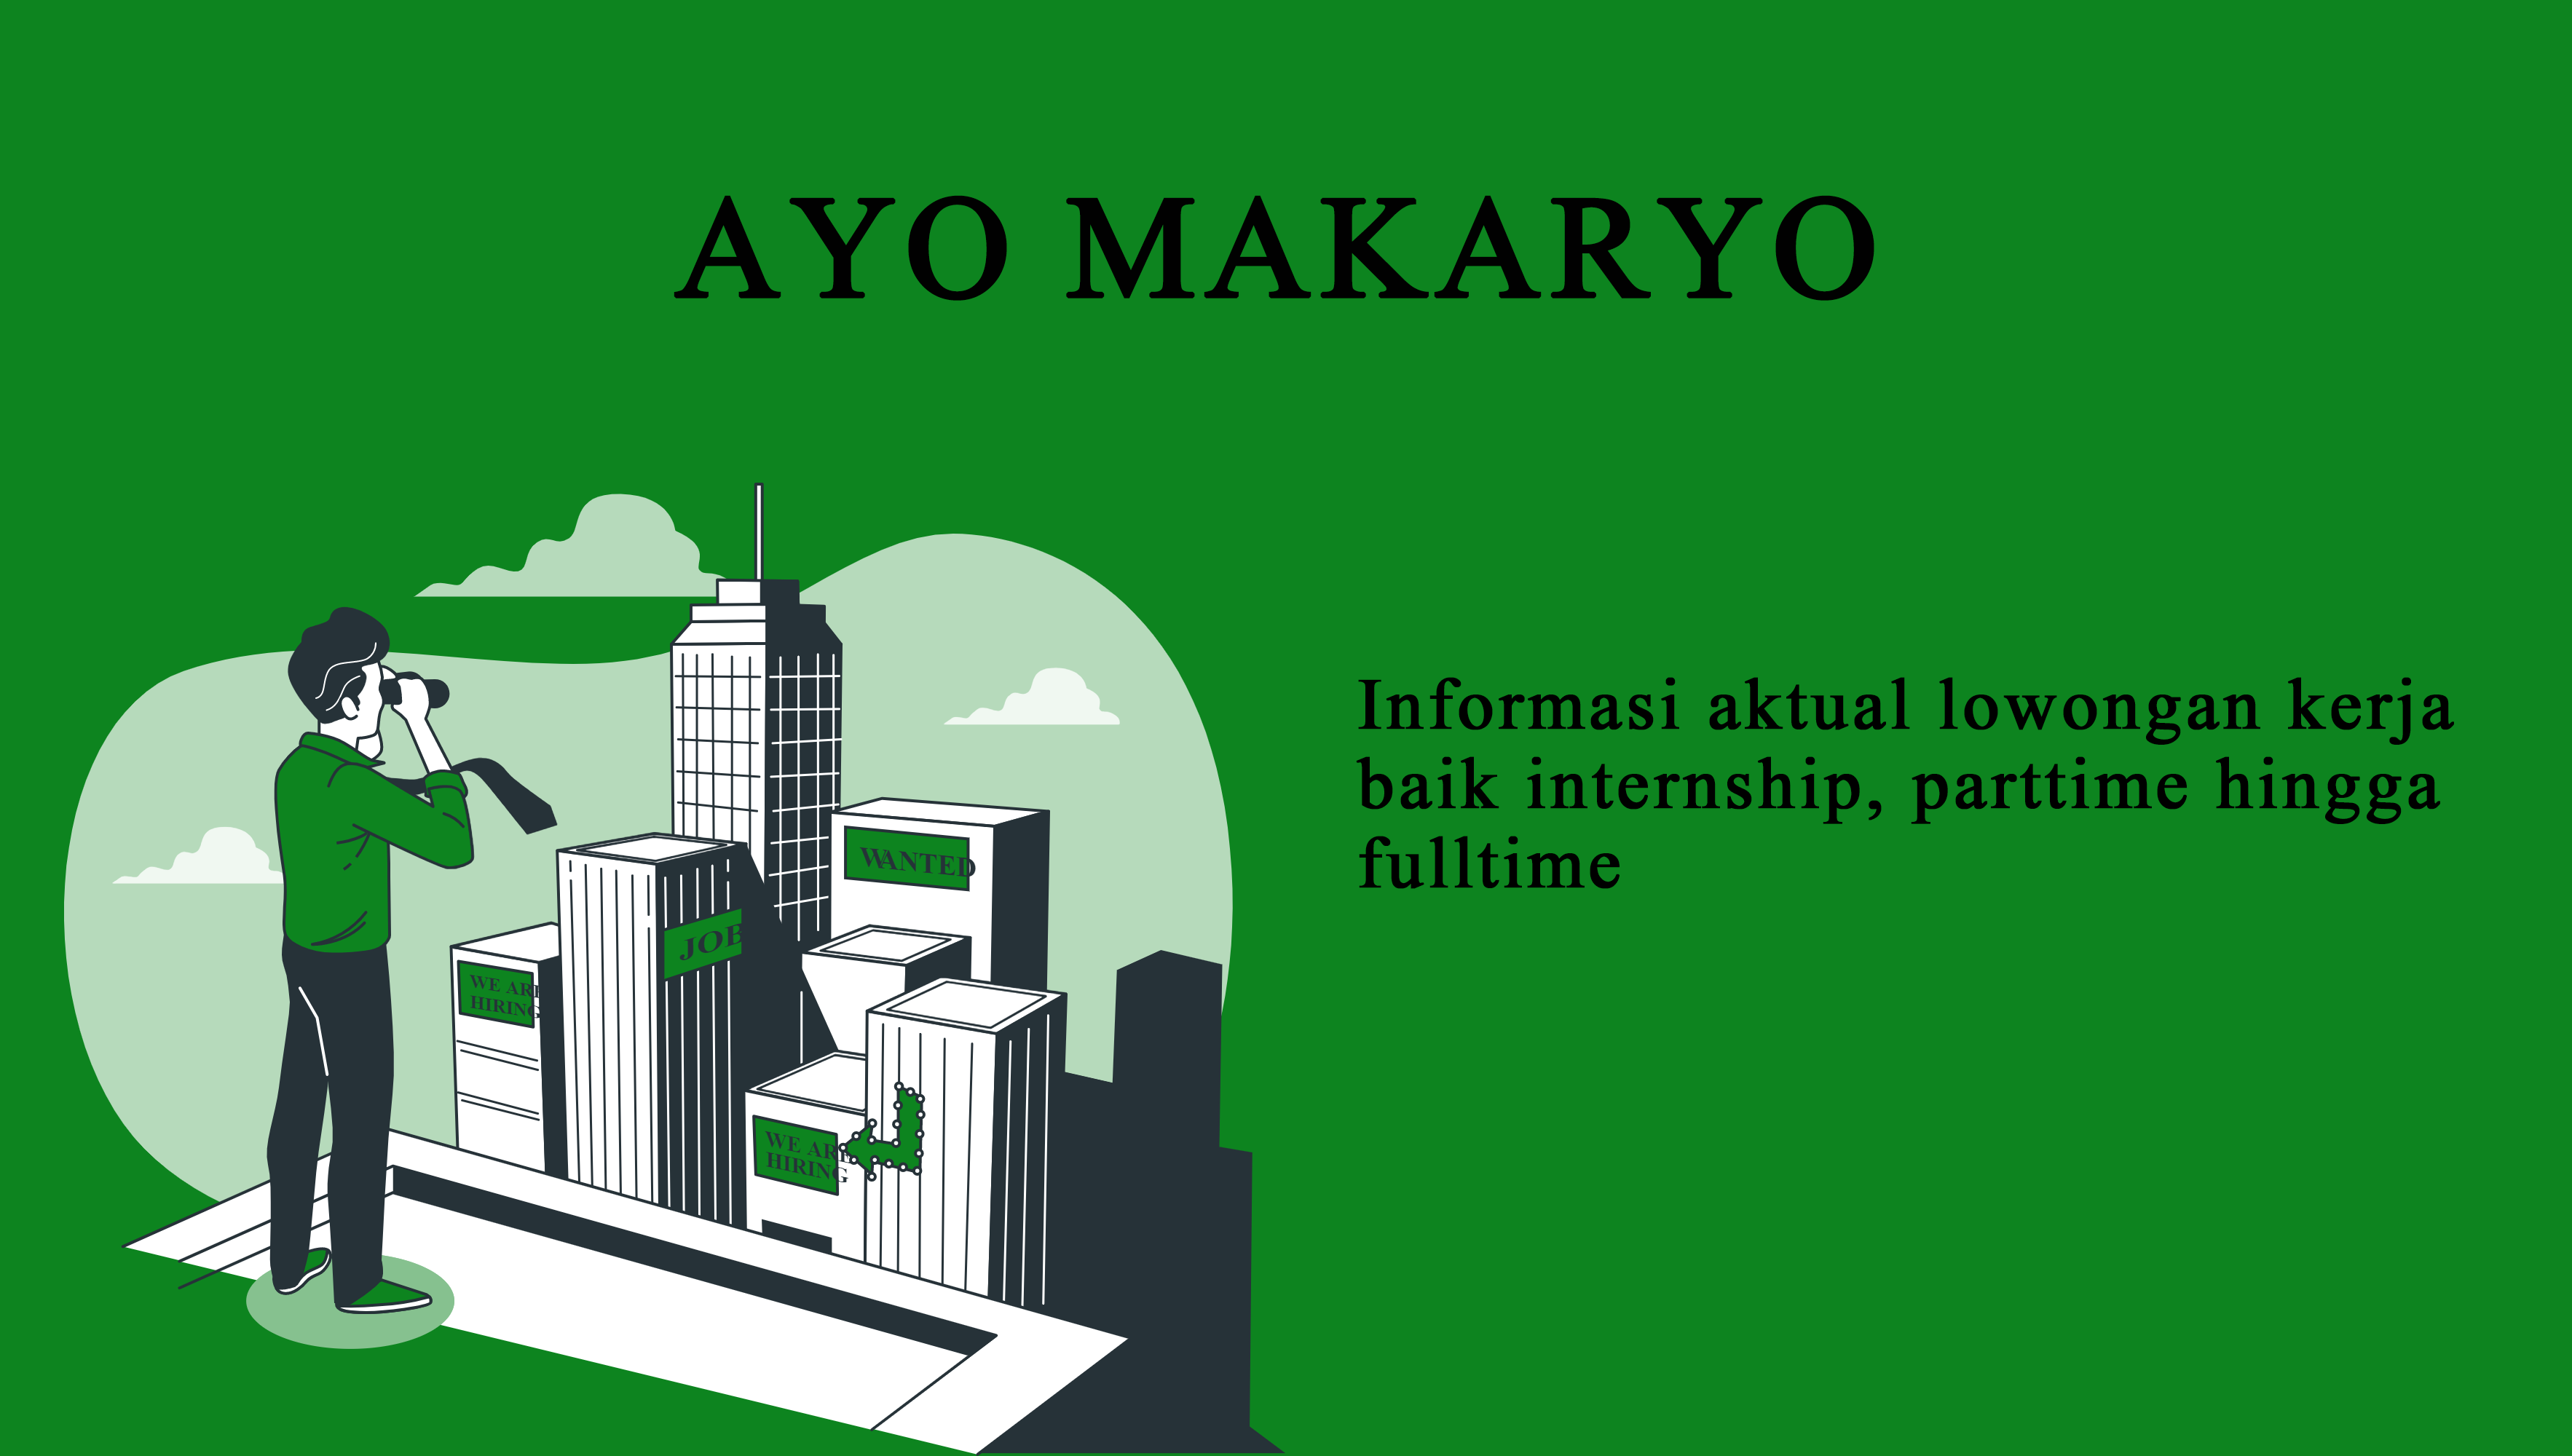 AYO MAKARYO
Informasi aktual lowongan kerja
baik internship, parttime hingga
fulltime
WANTED
JOB
WE ARE
HIRING
WE ARE
HIRING